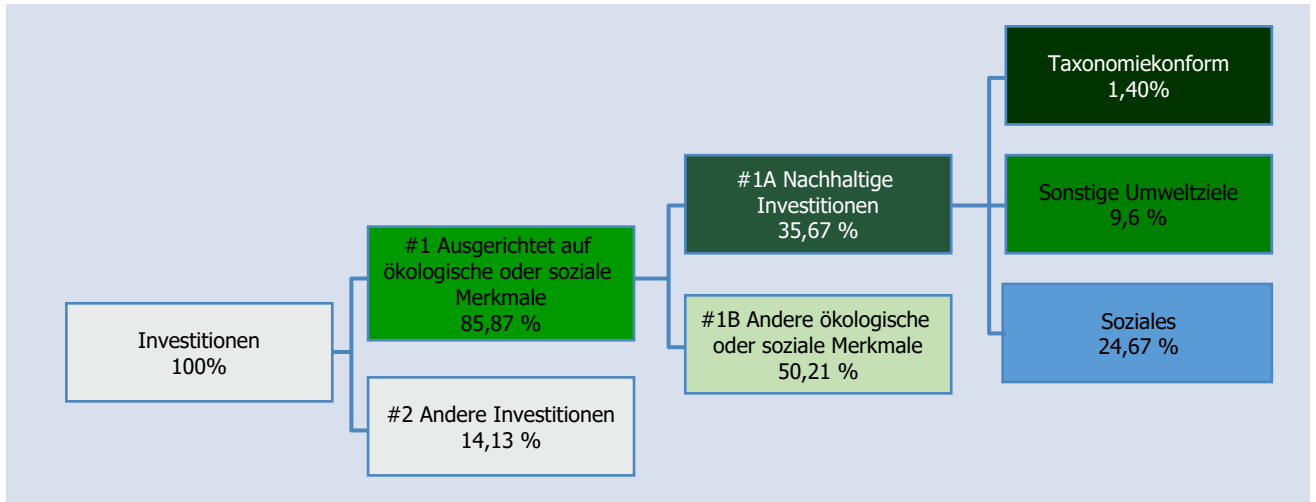 Investitionen
100%
#1 Ausgerichtet auf
ökologische oder soziale
Merkmale
85,87 %
#2 Andere Investitionen
14,13 %
#1A Nachhaltige
Investitionen
35,67 %
#1B Andere ökologische
oder soziale Merkmale
50,21 %
Taxonomiekonform
1,40%
Sonstige Umweltziele
9,6 %
Soziales
24,67 %